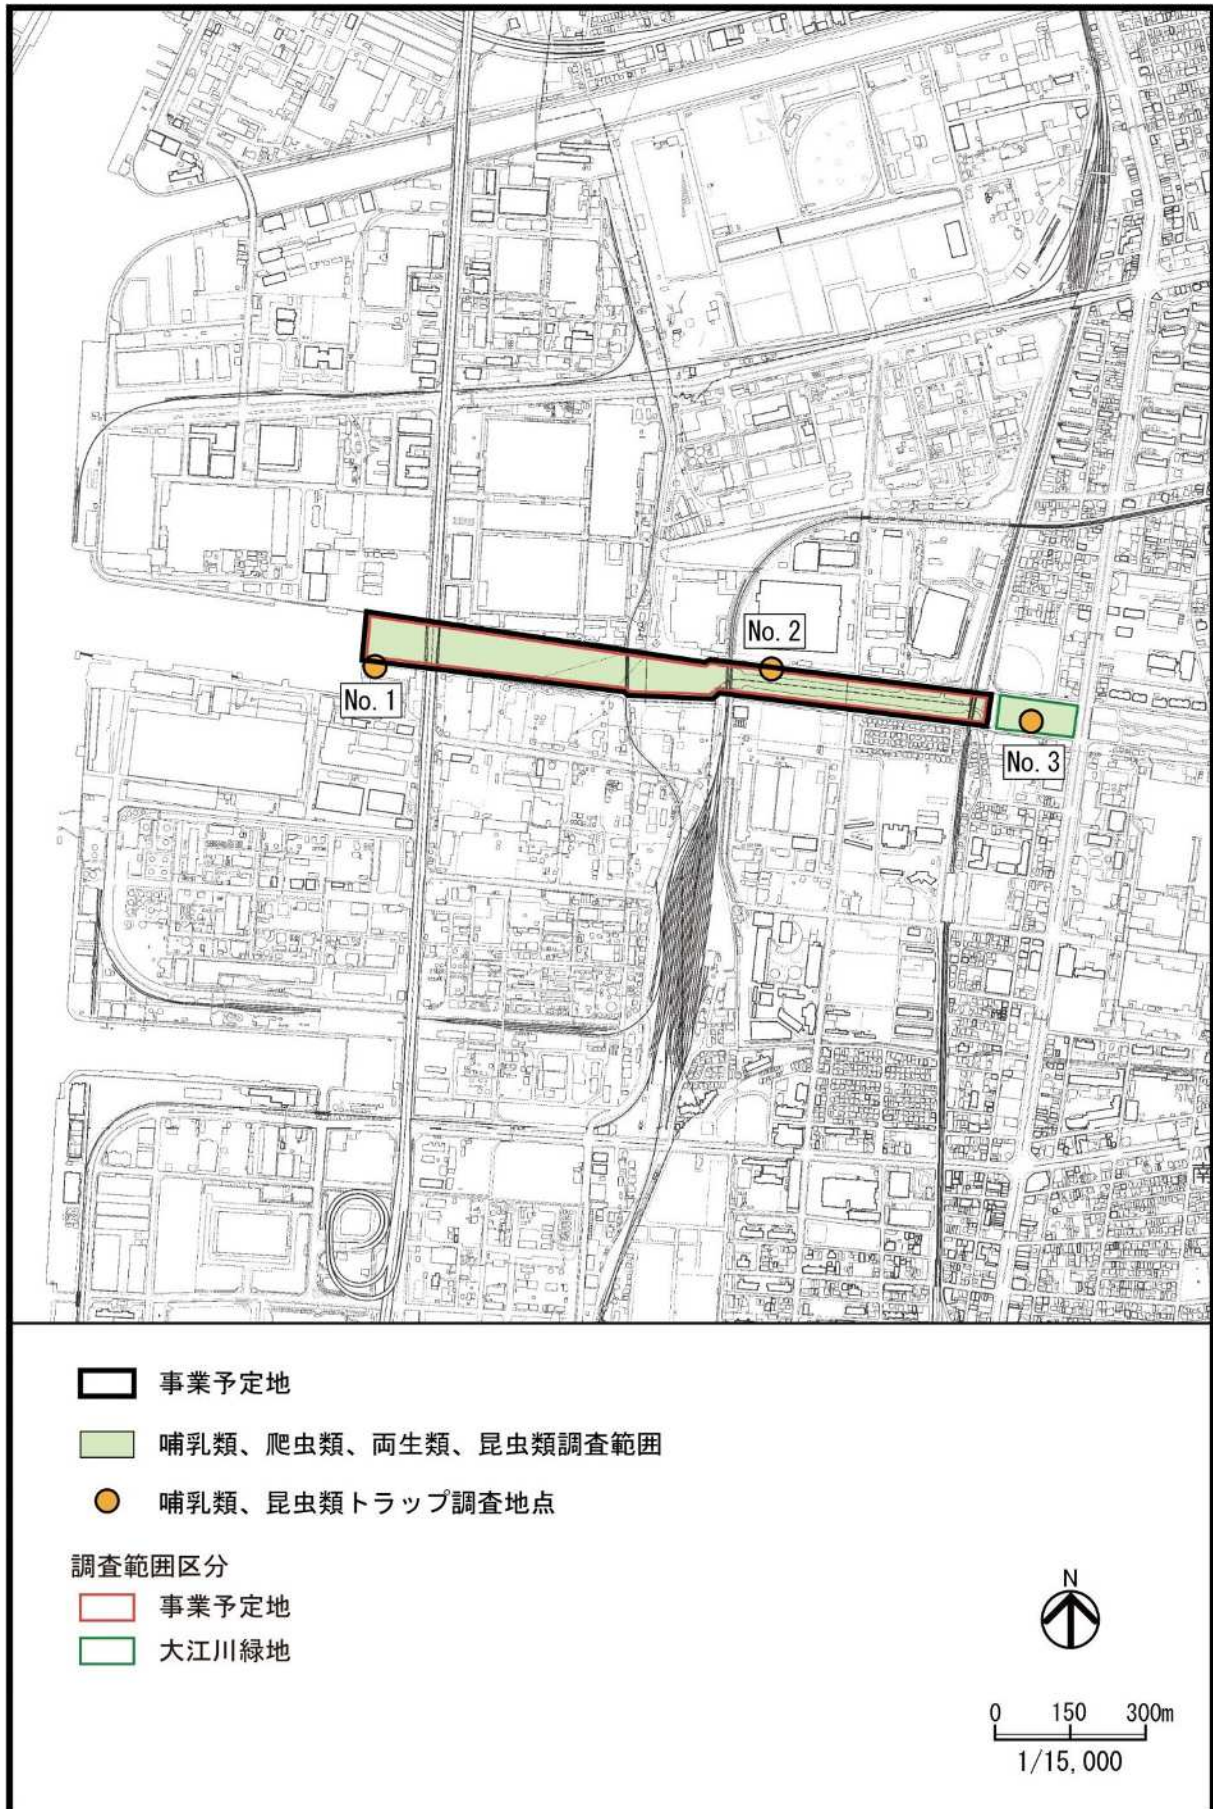 No. 2
No. 1
No. 3
南
事業予定地
哺乳類、爬虫類、両生類、昆虫類調査範囲
哺乳類、昆虫類トラップ調査地点
調査範囲区分
事業予定地
大江川緑地
N
0 150 300m
1/15,000